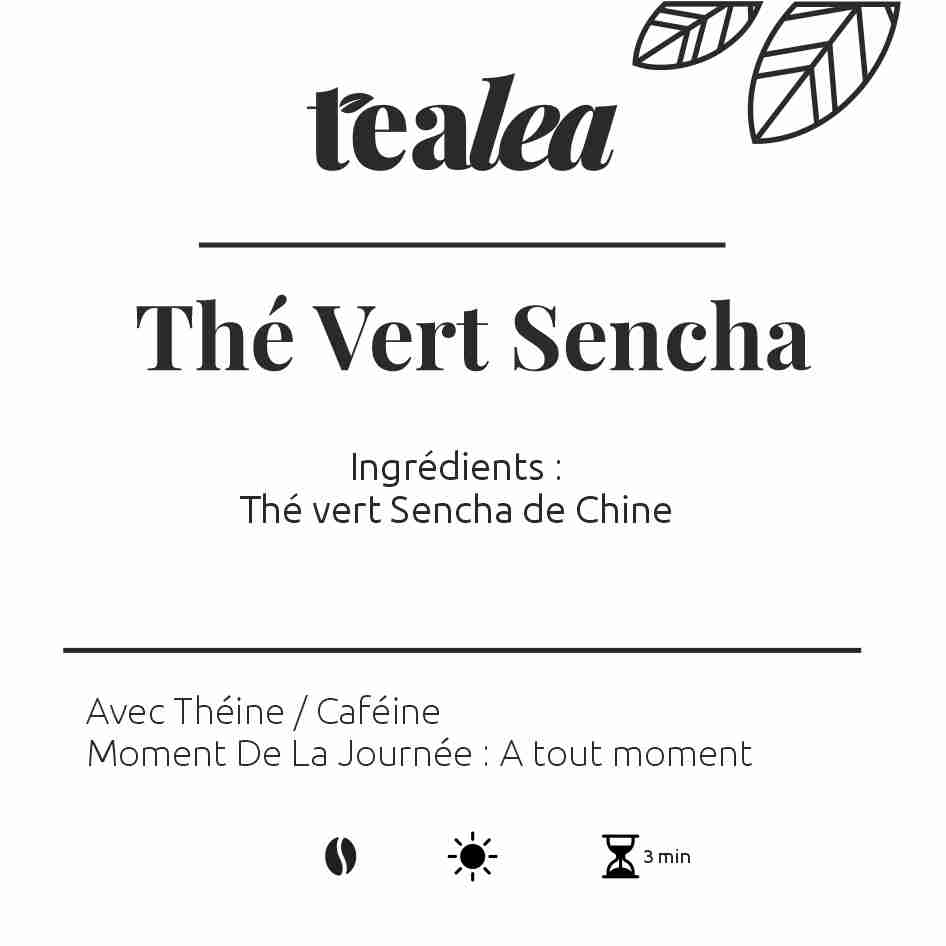 tealea
Thé Vert Sencha
Ingrédients :
Thé vert Sencha de Chine
Avec Théine / Caféine
Moment De La Journée : A tout moment
3 min